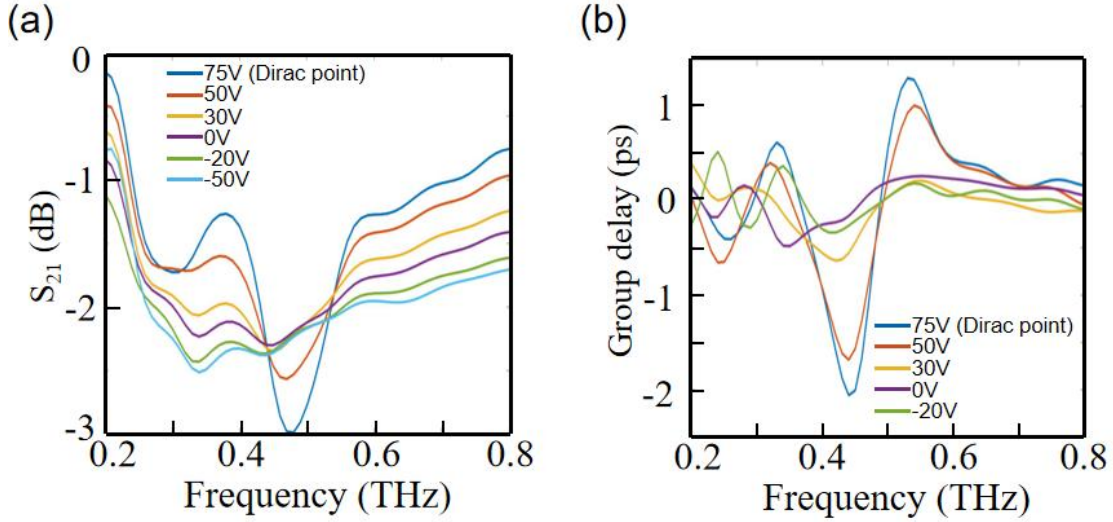 (a)
0
-1
-2
-3
S21 (dB)
75V (Dirac point)
50V
30V
0V
-20V
-50V
0.2 0.4 0.6 0.8
Frequency (THz)
(b)
1
0
-1
-2
Group delay (ps)
75V (Dirac point)
50V
30V
0V
-20V
0.2 0.4 0.6 0.8
Frequency (THz)